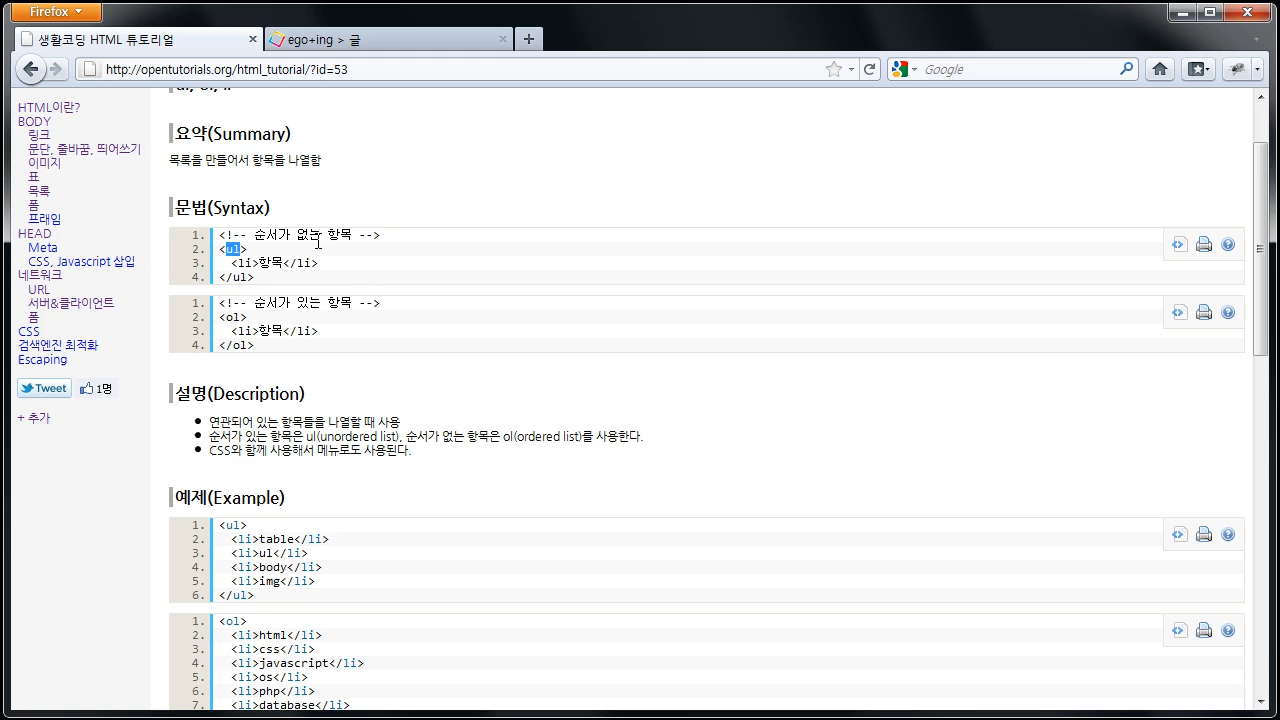 Firefox
생활코딩 HTML 튜토리얼
ego+ing > 글
http://opentutorials.org/html_tutorial/?id=53
Google
HTML이란?
BODY
링크
문단, 줄바꿈, 띄어쓰기
이미지
표
목록
폼
프래임
HEAD
Meta
CSS, Javascript 삽입
네트워크
URL
서버&클라이언트
폼
CSS
검색엔진 최적화
Escaping
Tweet
1명
+ 추가
요약(Summary)
목록을 만들어서 항목을 나열함
문법(Syntax)
1. <!-- 순서가 없는 항목 -->
2. <ul>
3. <li>항목</li>
4. </ul>
1. <!-- 순서가 있는 항목 -->
2. <ol>
3. <li>항목</li>
4. </ol>
설명(Description)
연관되어 있는 항목들을 나열할 때 사용
순서가 있는 항목은 ul(unordered list), 순서가 없는 항목은 ol(ordered list)를 사용한다.
CSS와 함께 사용해서 메뉴로도 사용된다.
예제(Example)
1. <ul>
2. <li>table</li>
3. <li>ul</li>
4. <li>body</li>
5. <li>img</li>
6. </ul>
1. <ol>
2. <li>html</li>
3. <li>css</li>
4. <li>javascript</li>
5. <li>os</li>
6. <li>php</li>
7. <li>database</li>